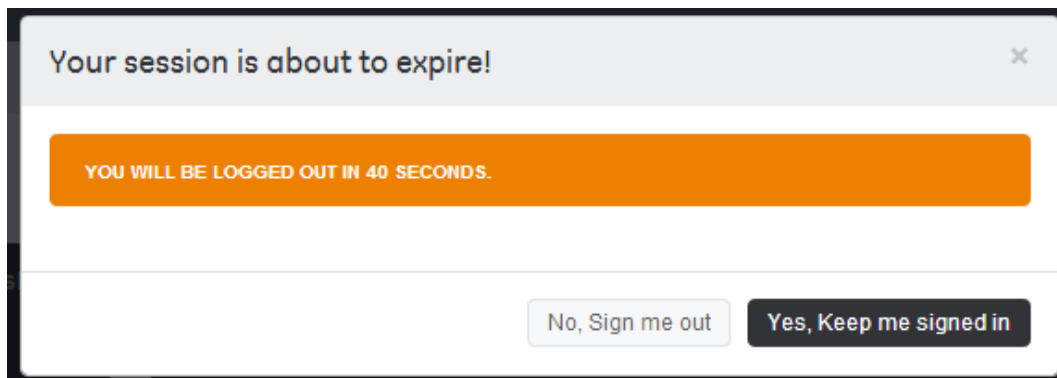 Your session is about to expire!
×
YOU WILL BE LOGGED OUT IN 40 SECONDS.
No, Sign me out
Yes, Keep me signed in